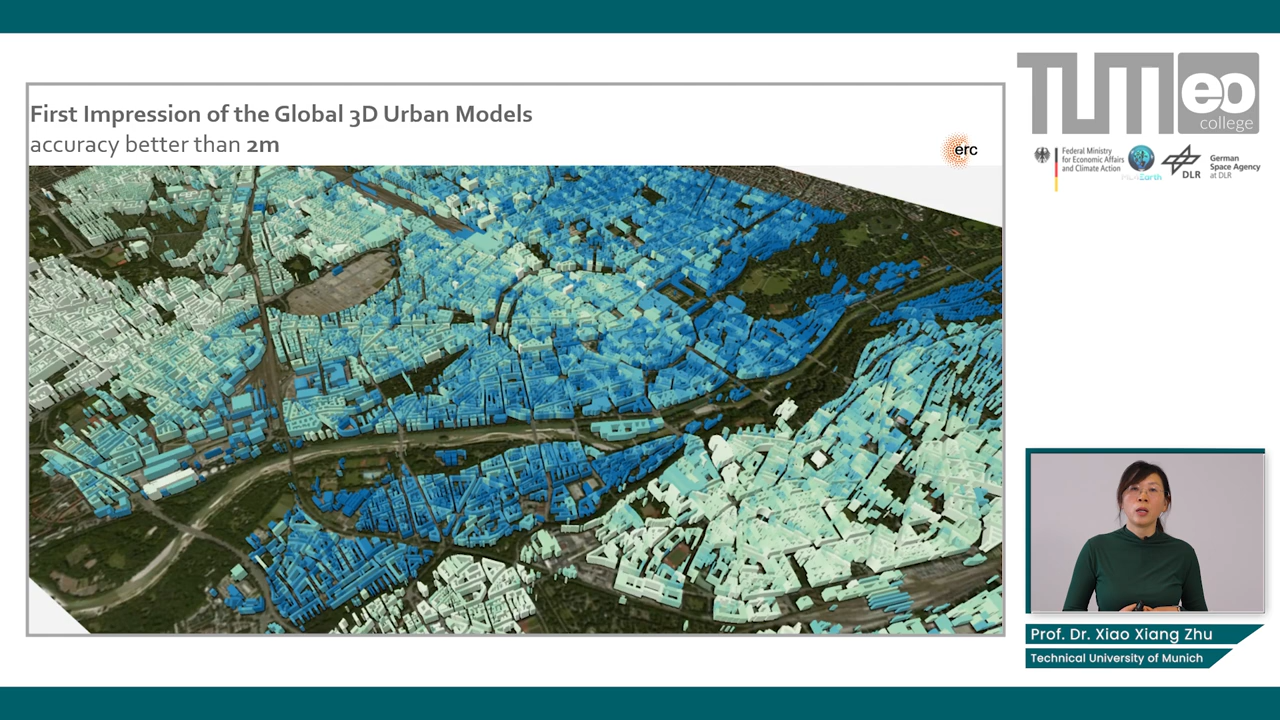 First Impression of the Global 3D Urban Models
accuracy better than 2m
erc
TUM eo
college
Federal Ministry
for Economic Affairs
and Climate Action
DLR
German
Space Agency
at DLR
Prof. Dr. Xiao Xiang Zhu
Technical University of Munich